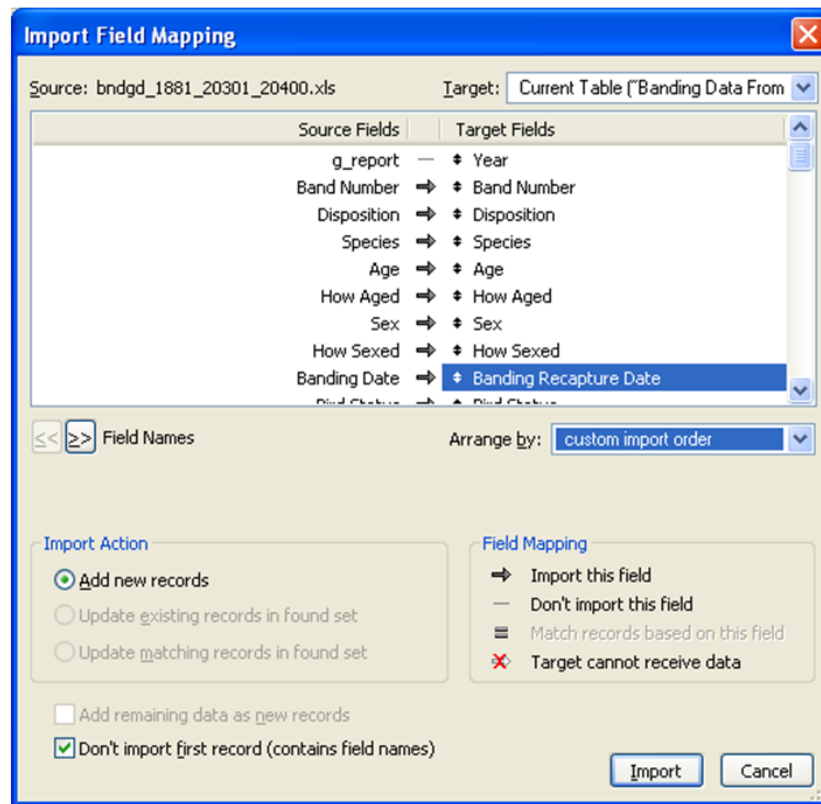 Import Field Mapping
Source: bndgd_1881_20301_20400.xls Target: Current Table ("Banding Data From
Source Fields Target Fields
g_report Year
Band Number Band Number
Disposition Disposition
Species Species
Age Age
How Aged How Aged
Sex Sex
How Sexed How Sexed
Banding Date Banding Recapture Date
Bird Status Bird Status
<< >> Field Names Arrange by: custom import order
Import Action Field Mapping
Add new records Import this field
Update existing records in found set Don't import this field
Update matching records in found set Match records based on this field
Target cannot receive data
Add remaining data as new records
Don't import first record (contains field names)
Import Cancel